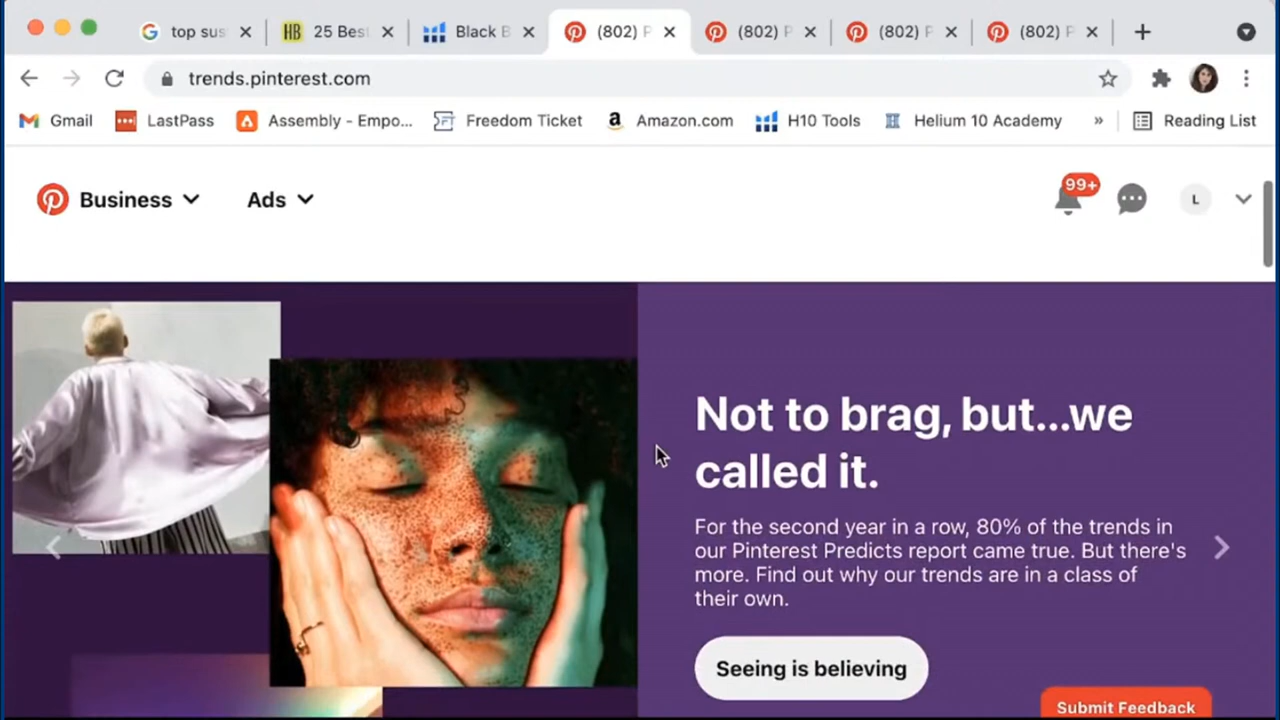 top sus
HB 25 Best
Black B
(802) P
(802) P
(802) P
(802) P
trends.pinterest.com
Gmail
LastPass
Assembly - Empo...
Freedom Ticket
Amazon.com
H10 Tools
Helium 10 Academy
»
Reading List
Business
Ads
99+
L
Not to brag, but...we
called it.
For the second year in a row, 80% of the trends in
our Pinterest Predicts report came true. But there's
more. Find out why our trends are in a class of
their own.
Seeing is believing
Submit Feedback